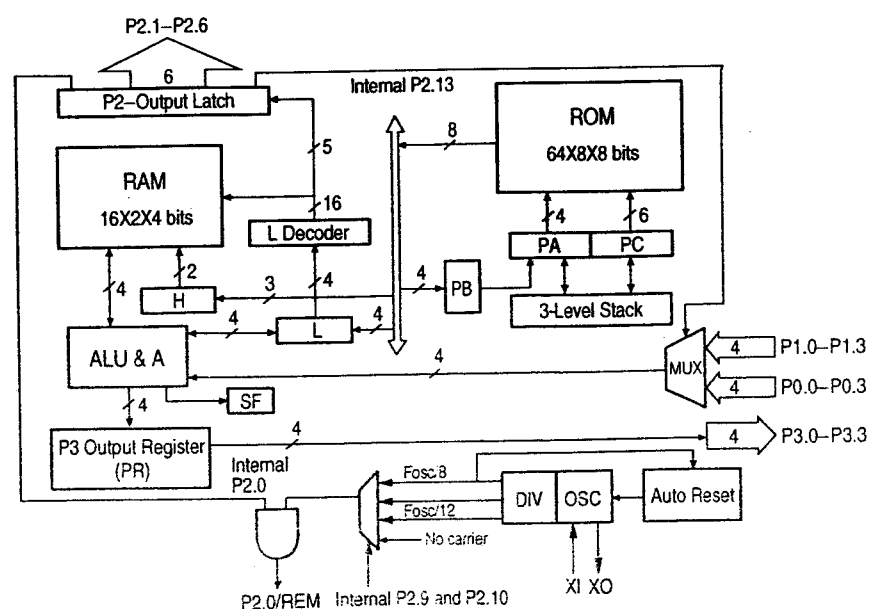 P2.1–P2.6
6
P2–Output Latch
Internal P2.13
ROM
64X8X8 bits
8
5
RAM
16X2X4 bits
16
L Decoder
4
6
PA
PC
2
4
4
4
PB
H
3
3-Level Stack
4
L
4
ALU & A
4
MUX
4
P1.0–P1.3
4
P0.0–P0.3
SF
4
P3 Output Register
(PR)
4
4
P3.0–P3.3
Internal
P2.0
Fosc/8
DIV
OSC
Auto Reset
Fosc/12
No carrier
XI
XO
P2.0/REM
Internal P2.9 and P2.10